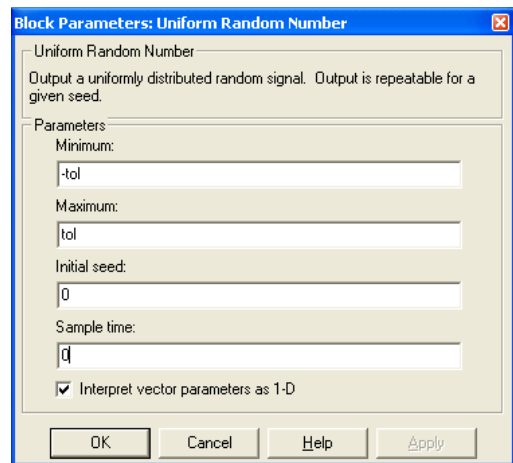 Block Parameters: Uniform Random Number
Uniform Random Number
Output a uniformly distributed random signal.  Output is repeatable for a
given seed.
Parameters
Minimum:
-tol
Maximum:
tol
Initial seed:
0
Sample time:
0
Interpret vector parameters as 1-D
OK Cancel Help Apply